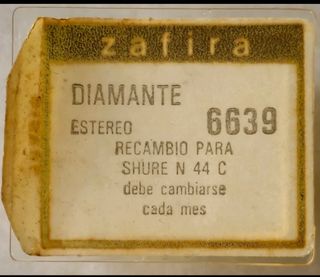 zafira
DIAMANTE
ESTEREO 6639
RECAMBIO PARA
SHURE N 44 C
debe cambiarse
cada mes